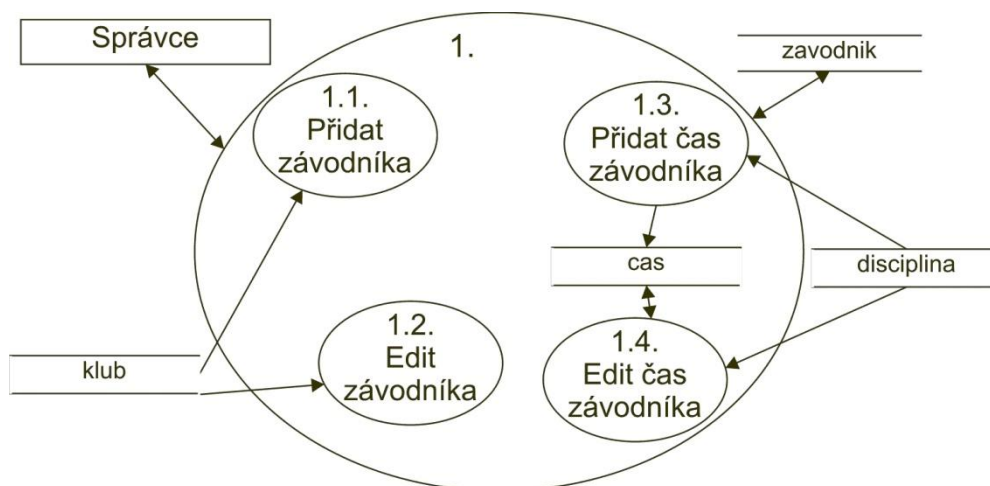 Správce
1.
zavodnik
1.1.
Přidat
závodníka
1.3.
Přidat čas
závodníka
cas
disciplina
1.2.
Edit
závodníka
1.4.
Edit čas
závodníka
klub